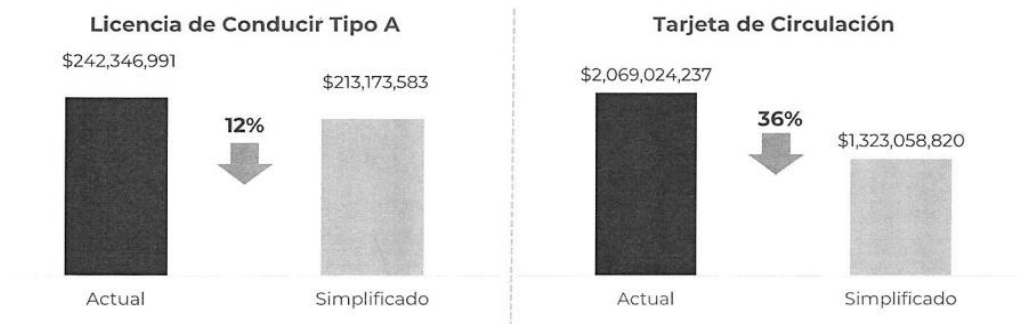 Licencia de Conducir Tipo A
$242,346,991
$213,173,583
12%
Actual
Simplificado
Tarjeta de Circulación
$2,069,024,237
36%
$1,323,058,820
Actual
Simplificado